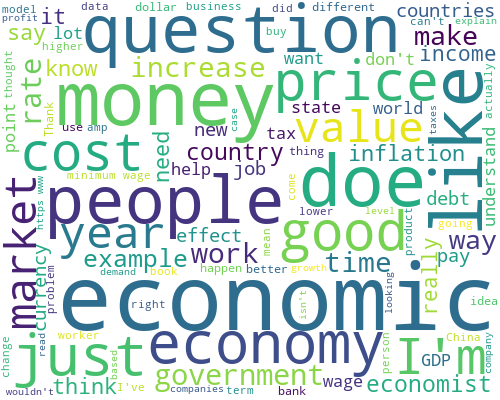 model data dollar business did different can't explain
profit higher buy
question
say lot it countries
thought know increase want don't make
point rate money price income
Thank use amp new state world
cost country tax value need
help job thing inflation
case taxes understand actually
minimum wage come lower level debt
market people doe like
currency year good way
example effect work time really pay
https www problem demand book happen better growth product going
mean isn't looking idea
economic
right read
just economy I'm
change worker based government person China GDP company
think I've companies term wage bank economist
wouldn't